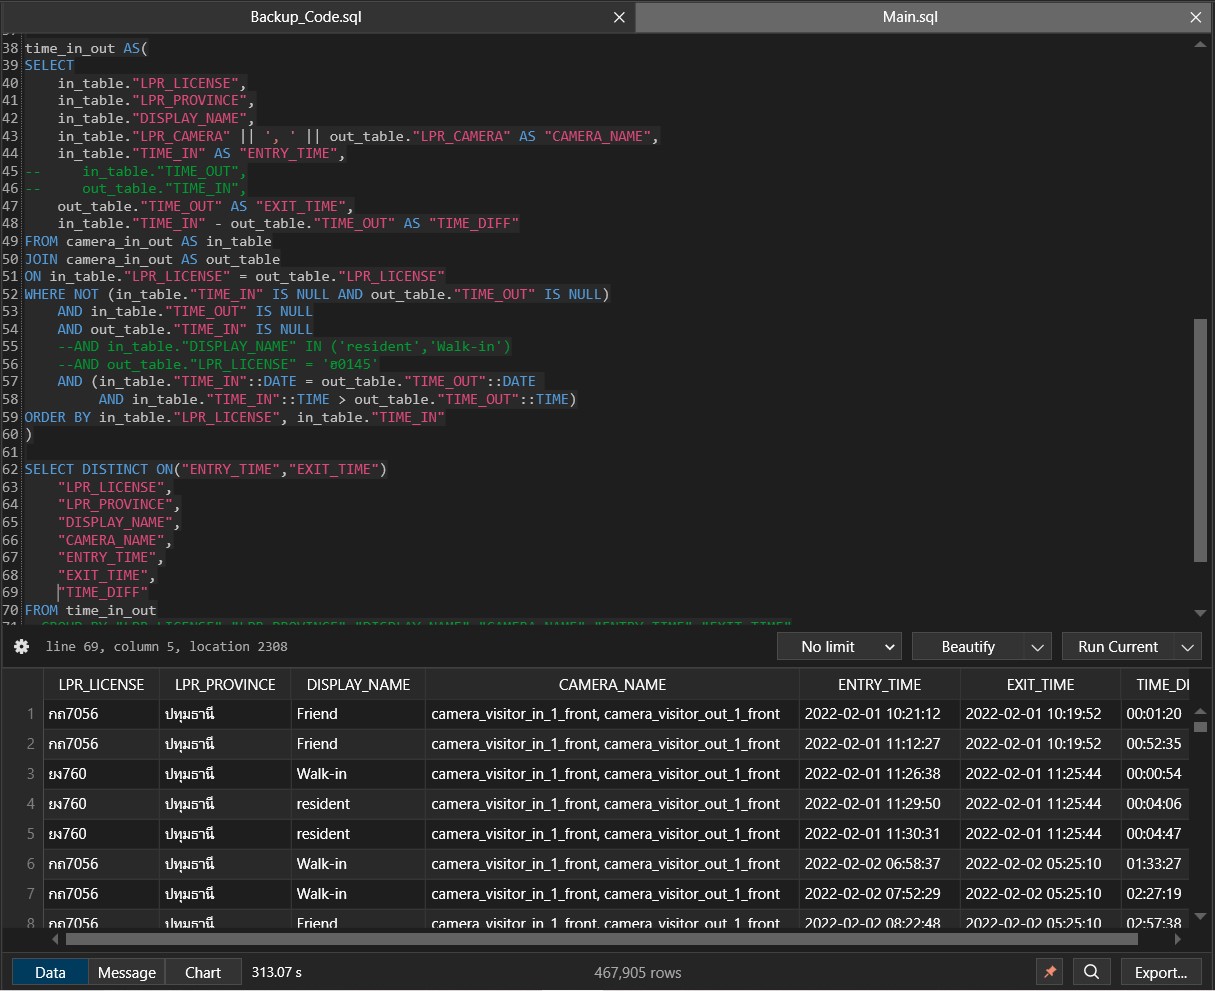 Backup_Code.sql
Main.sql
38 time_in_out AS(
39 SELECT
40 in_table."LPR_LICENSE",
41 in_table."LPR_PROVINCE",
42 in_table."DISPLAY_NAME",
43 in_table."LPR_CAMERA" || ', ' || out_table."LPR_CAMERA" AS "CAMERA_NAME",
44 in_table."TIME_IN" AS "ENTRY_TIME",
45 -- in_table."TIME_OUT",
46 -- out_table."TIME_IN",
47 out_table."TIME_OUT" AS "EXIT_TIME",
48 in_table."TIME_IN" - out_table."TIME_OUT" AS "TIME_DIFF"
49 FROM camera_in_out AS in_table
50 JOIN camera_in_out AS out_table
51 ON in_table."LPR_LICENSE" = out_table."LPR_LICENSE"
52 WHERE NOT (in_table."TIME_IN" IS NULL AND out_table."TIME_OUT" IS NULL)
53 AND in_table."TIME_OUT" IS NULL
54 AND out_table."TIME_IN" IS NULL
55 --AND in_table."DISPLAY_NAME" IN ('resident','Walk-in')
56 --AND out_table."LPR_LICENSE" = 'ฮ0145'
57 AND (in_table."TIME_IN"::DATE = out_table."TIME_OUT"::DATE
58 AND in_table."TIME_IN"::TIME > out_table."TIME_OUT"::TIME)
59 ORDER BY in_table."LPR_LICENSE", in_table."TIME_IN"
60 )
61
62 SELECT DISTINCT ON("ENTRY_TIME","EXIT_TIME")
63 "LPR_LICENSE",
64 "LPR_PROVINCE",
65 "DISPLAY_NAME",
66 "CAMERA_NAME",
67 "ENTRY_TIME",
68 "EXIT_TIME",
69 "TIME_DIFF"
70 FROM time_in_out
line 69, column 5, location 2308 No limit Beautify Run Current
LPR_LICENSE LPR_PROVINCE DISPLAY_NAME CAMERA_NAME ENTRY_TIME EXIT_TIME TIME_DI
1 กถ7056 ปทุมธานี Friend camera_visitor_in_1_front, camera_visitor_out_1_front 2022-02-01 10:21:12 2022-02-01 10:19:52 00:01:20
2 กถ7056 ปทุมธานี Friend camera_visitor_in_1_front, camera_visitor_out_1_front 2022-02-01 11:12:27 2022-02-01 10:19:52 00:52:35
3 ยง760 ปทุมธานี Walk-in camera_visitor_in_1_front, camera_visitor_out_1_front 2022-02-01 11:26:38 2022-02-01 11:25:44 00:00:54
4 ยง760 ปทุมธานี resident camera_visitor_in_1_front, camera_visitor_out_1_front 2022-02-01 11:29:50 2022-02-01 11:25:44 00:04:06
5 ยง760 ปทุมธานี resident camera_visitor_in_1_front, camera_visitor_out_1_front 2022-02-01 11:30:31 2022-02-01 11:25:44 00:04:47
6 กถ7056 ปทุมธานี Walk-in camera_visitor_in_1_front, camera_visitor_out_1_front 2022-02-02 06:58:37 2022-02-02 05:25:10 01:33:27
7 กถ7056 ปทุมธานี Walk-in camera_visitor_in_1_front, camera_visitor_out_1_front 2022-02-02 07:52:29 2022-02-02 05:25:10 02:27:19
8 กถ7056 ปทุมธานี Friend camera_visitor_in_1_front, camera_visitor_out_1_front 2022-02-02 08:22:48 2022-02-02 05:25:10 02:57:38
Data Message Chart 313.07 s 467,905 rows Export...